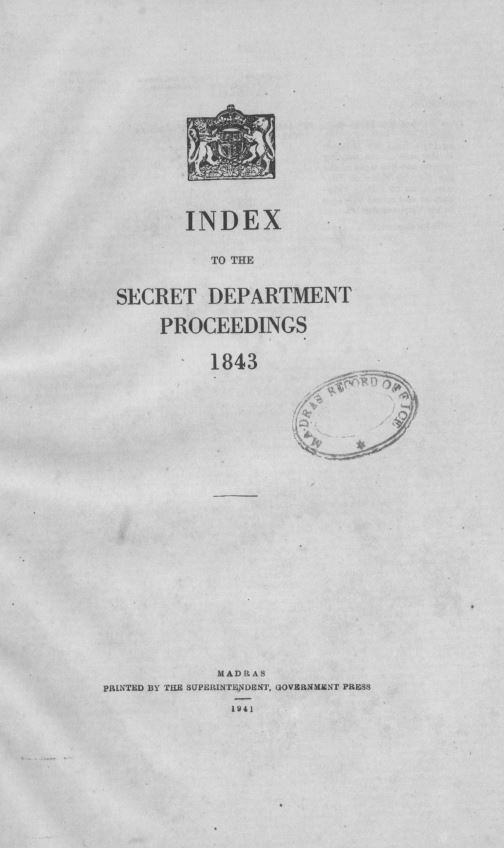 INDEX
TO THE
SECRET DEPARTMENT
PROCEEDINGS
1843
MADRAS RECORD OFFICE
MADRAS
PRINTED BY THE SUPERINTENDENT, GOVERNMENT PRESS
1941